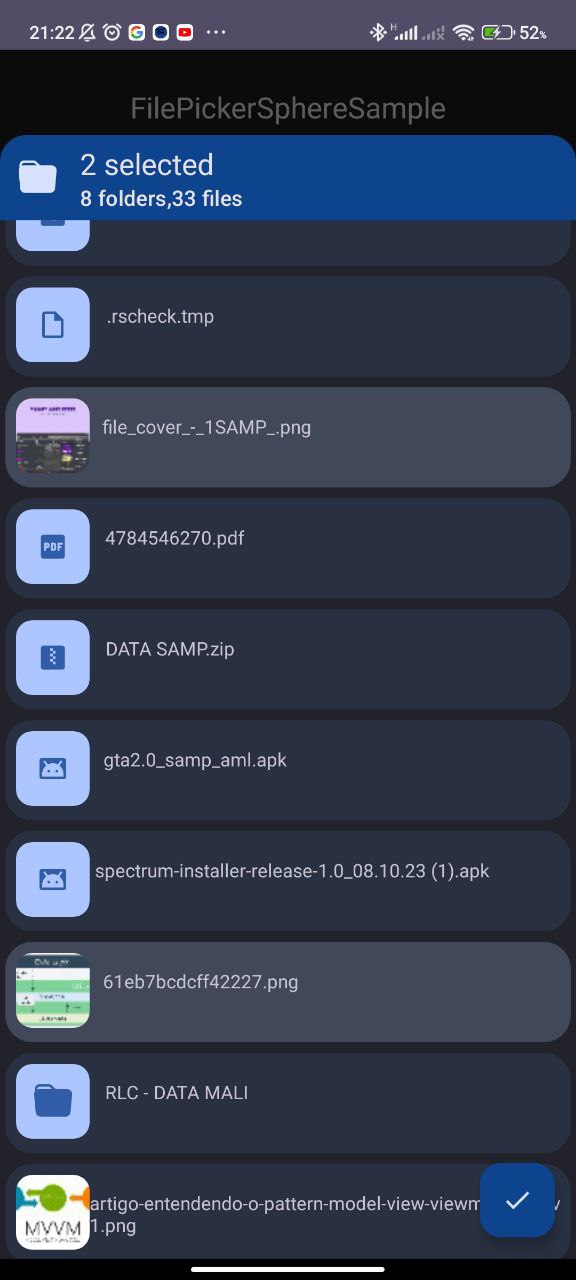 21:22
H
52%
FilePickerSphereSample
2 selected
8 folders,33 files
.rscheck.tmp
file_cover_-_1SAMP_.png
PDF
4784546270.pdf
DATA SAMP.zip
gta2.0_samp_aml.apk
spectrum-installer-release-1.0_08.10.23 (1).apk
61eb7bcdcff42227.png
RLC - DATA MALI
MVVM
artigo-entendendo-o-pattern-model-view-viewm
1.png